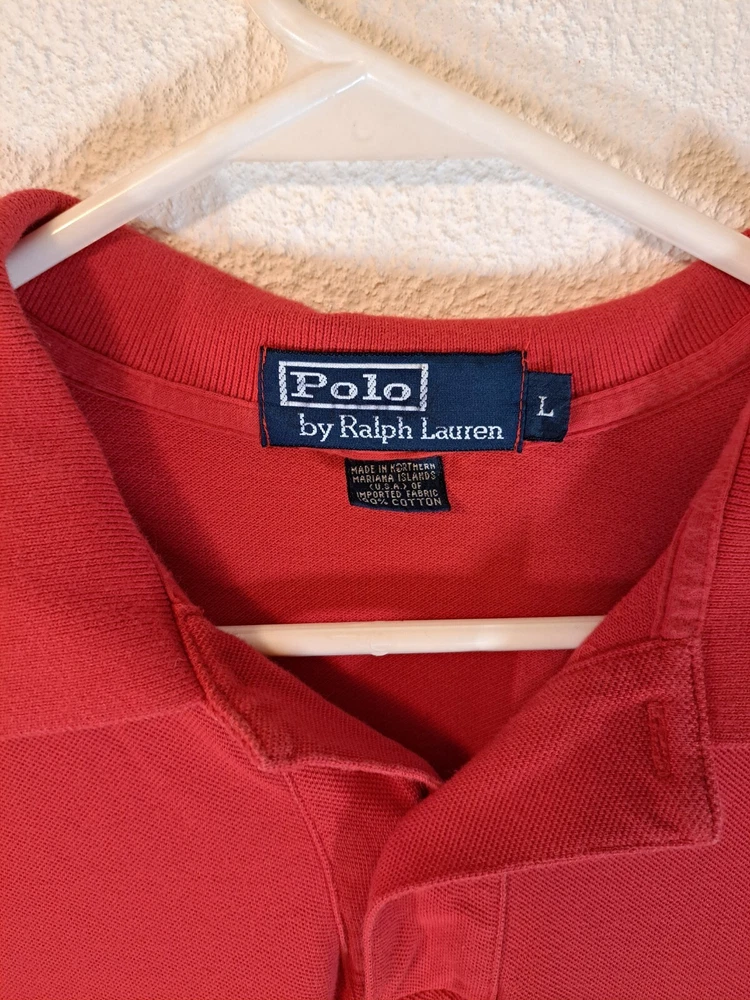 Polo
by Ralph Lauren
L
MADE IN NORTHERN
MARIANA ISLANDS
(U.S.A.) OF
IMPORTED FABRIC
COTTON